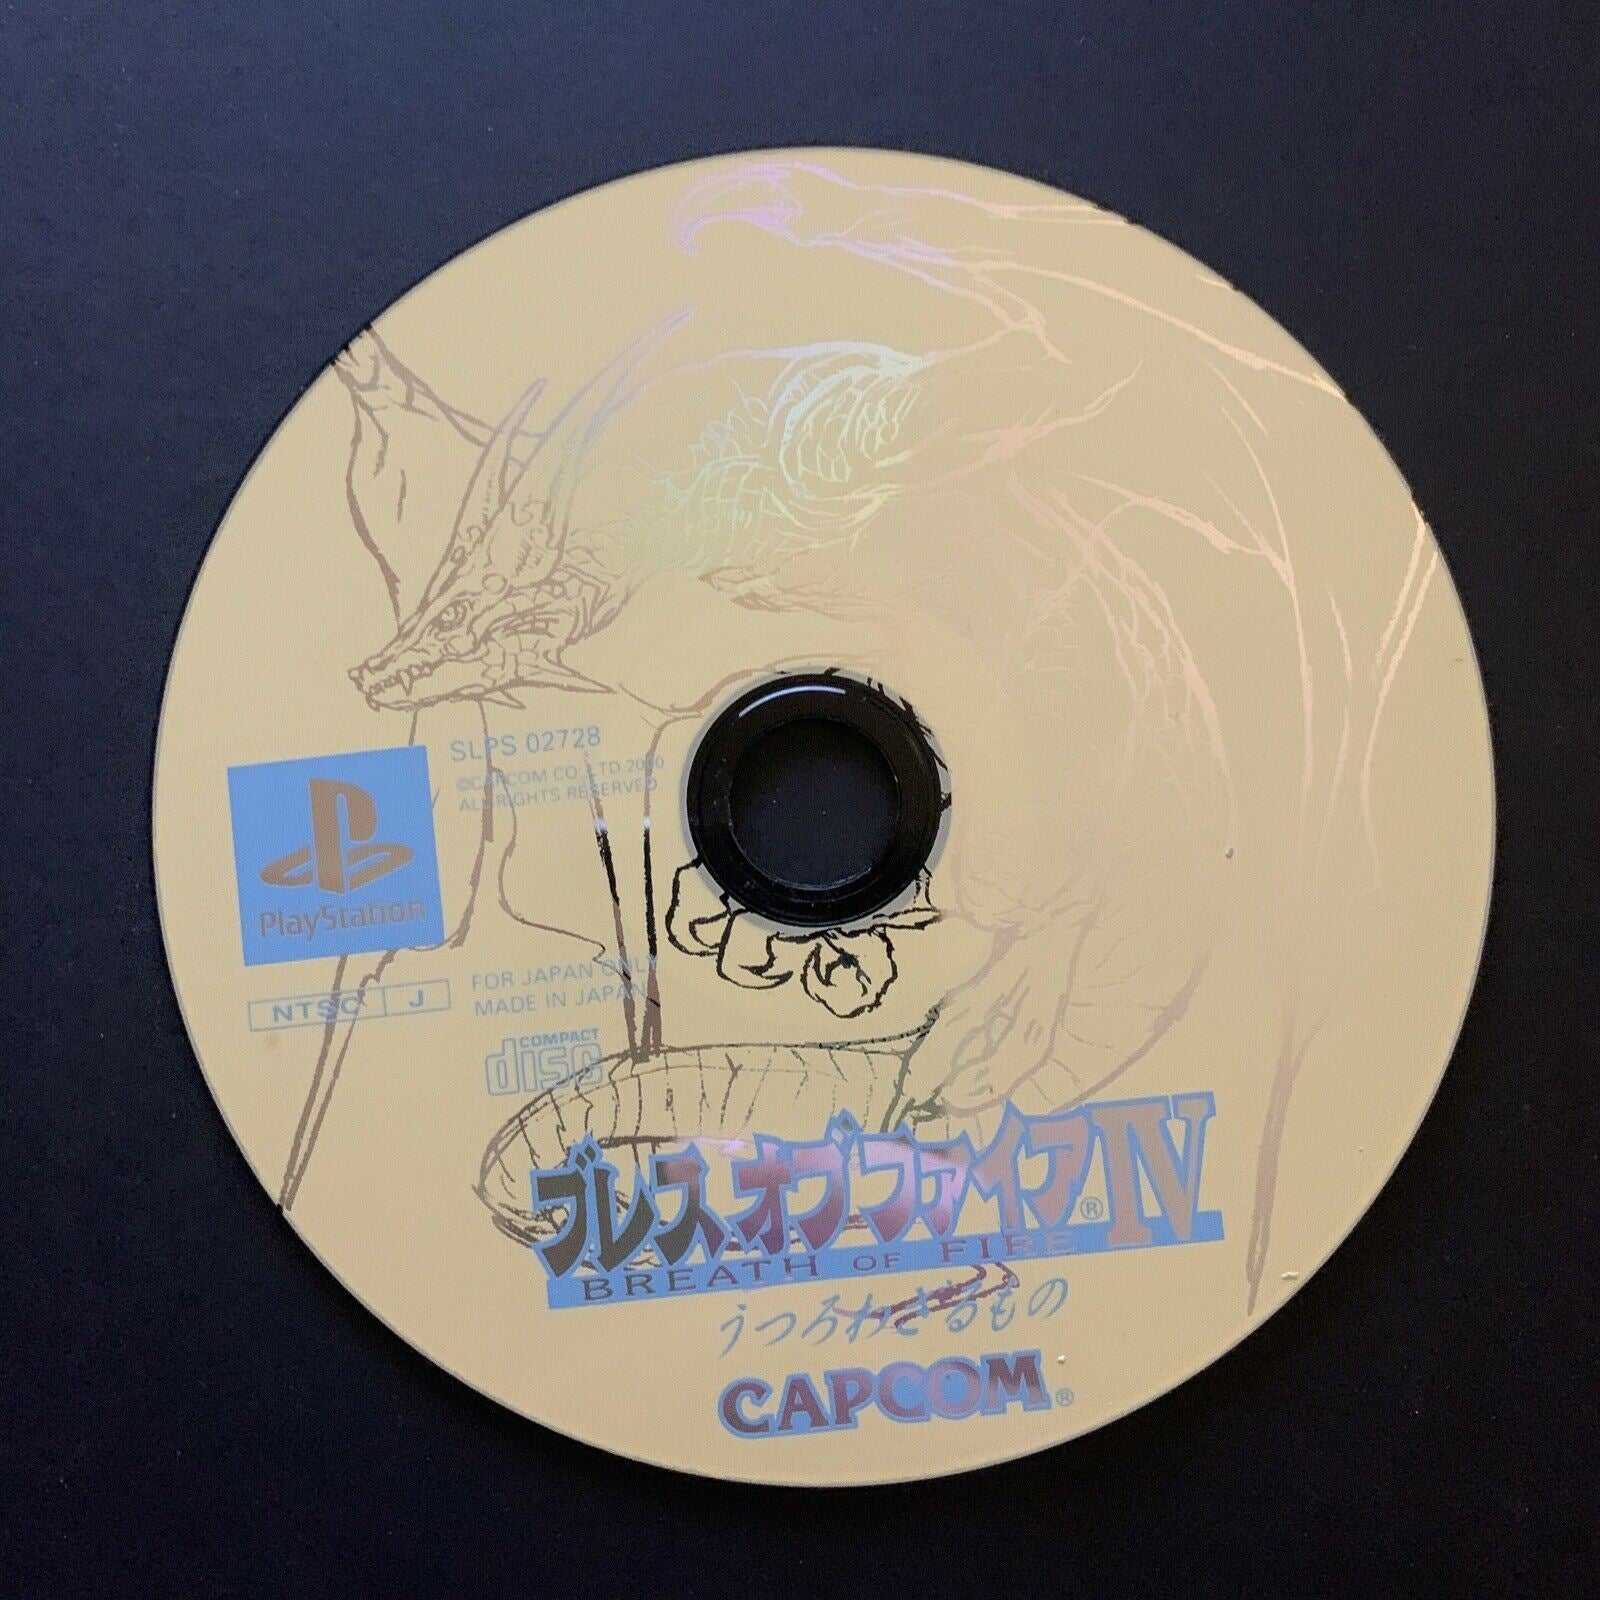 SLPS 02728
©CAPCOM CO.,LTD.2000
ALL RIGHTS RESERVED.
PlayStation
NTSC J
FOR JAPAN ONLY
MADE IN JAPAN
COMPACT
disc
ブレス オブ ファイア® IV
BREATH OF FIRE
うつろわざるもの
CAPCOM®